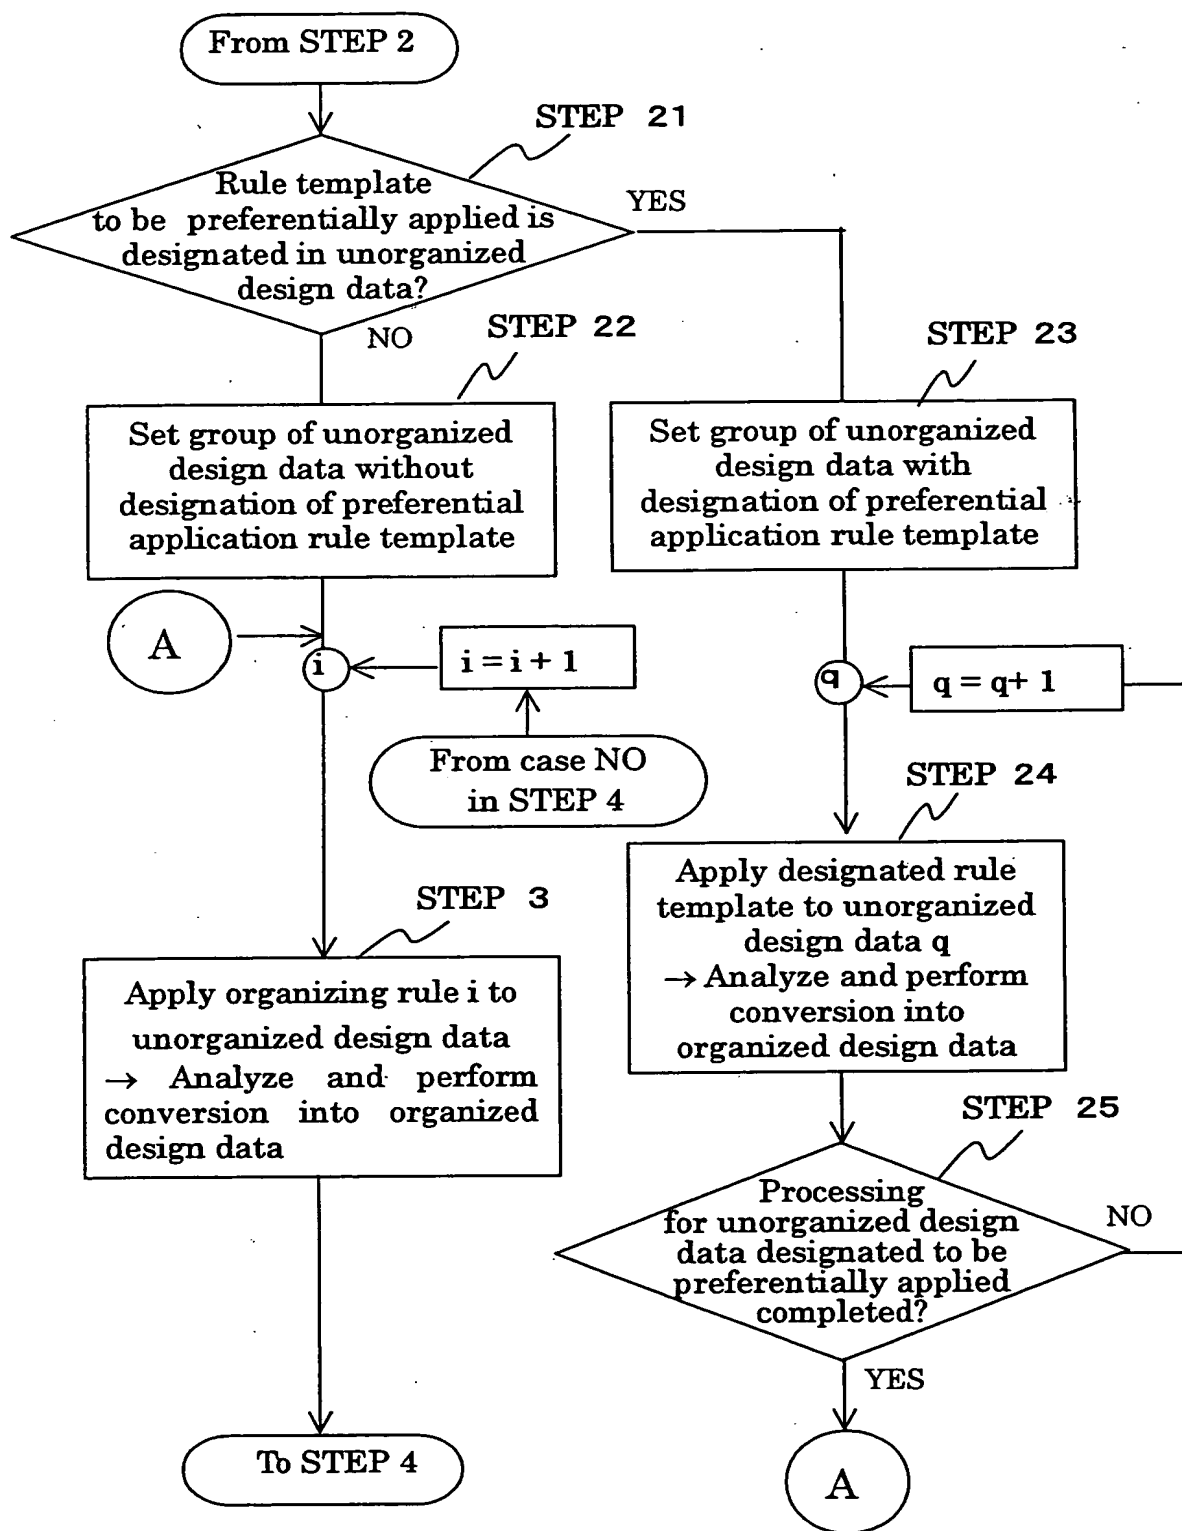 From STEP 2
STEP 21
Rule template
to be preferentially applied is
designated in unorganized
design data?
YES
NO
STEP 22
Set group of unorganized
design data without
designation of preferential
application rule template
STEP 23
Set group of unorganized
design data with
designation of preferential
application rule template
A
i
i = i + 1
From case NO
in STEP 4
q
q = q+ 1
STEP 24
Apply designated rule
template to unorganized
design data q
→ Analyze and perform
conversion into
organized design data
STEP 3
Apply organizing rule i to
unorganized design data
→ Analyze and perform
conversion into organized
design data
STEP 25
Processing
for unorganized design
data designated to be
preferentially applied
completed?
NO
YES
To STEP 4
A